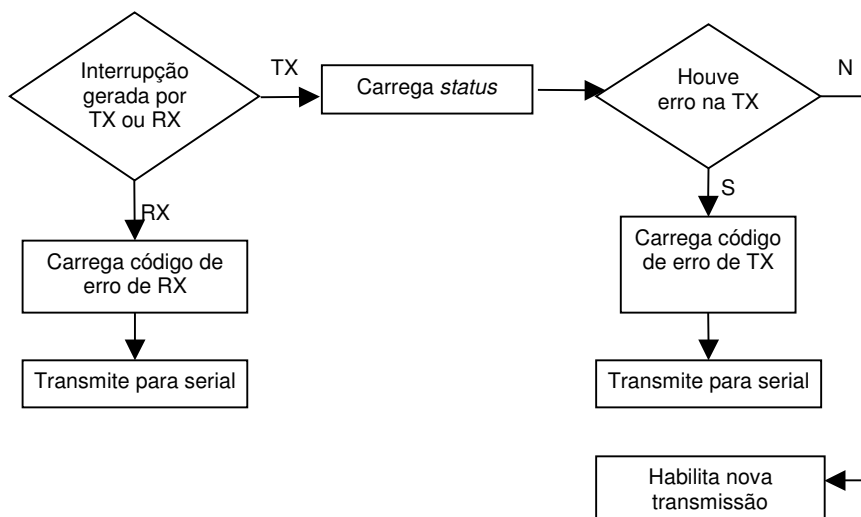 Interrupção
gerada por
TX ou RX
TX
Carrega status
Houve
erro na TX
N
RX
S
Carrega código de
erro de RX
Carrega código
de erro de TX
Transmite para serial
Transmite para serial
Habilita nova
transmissão